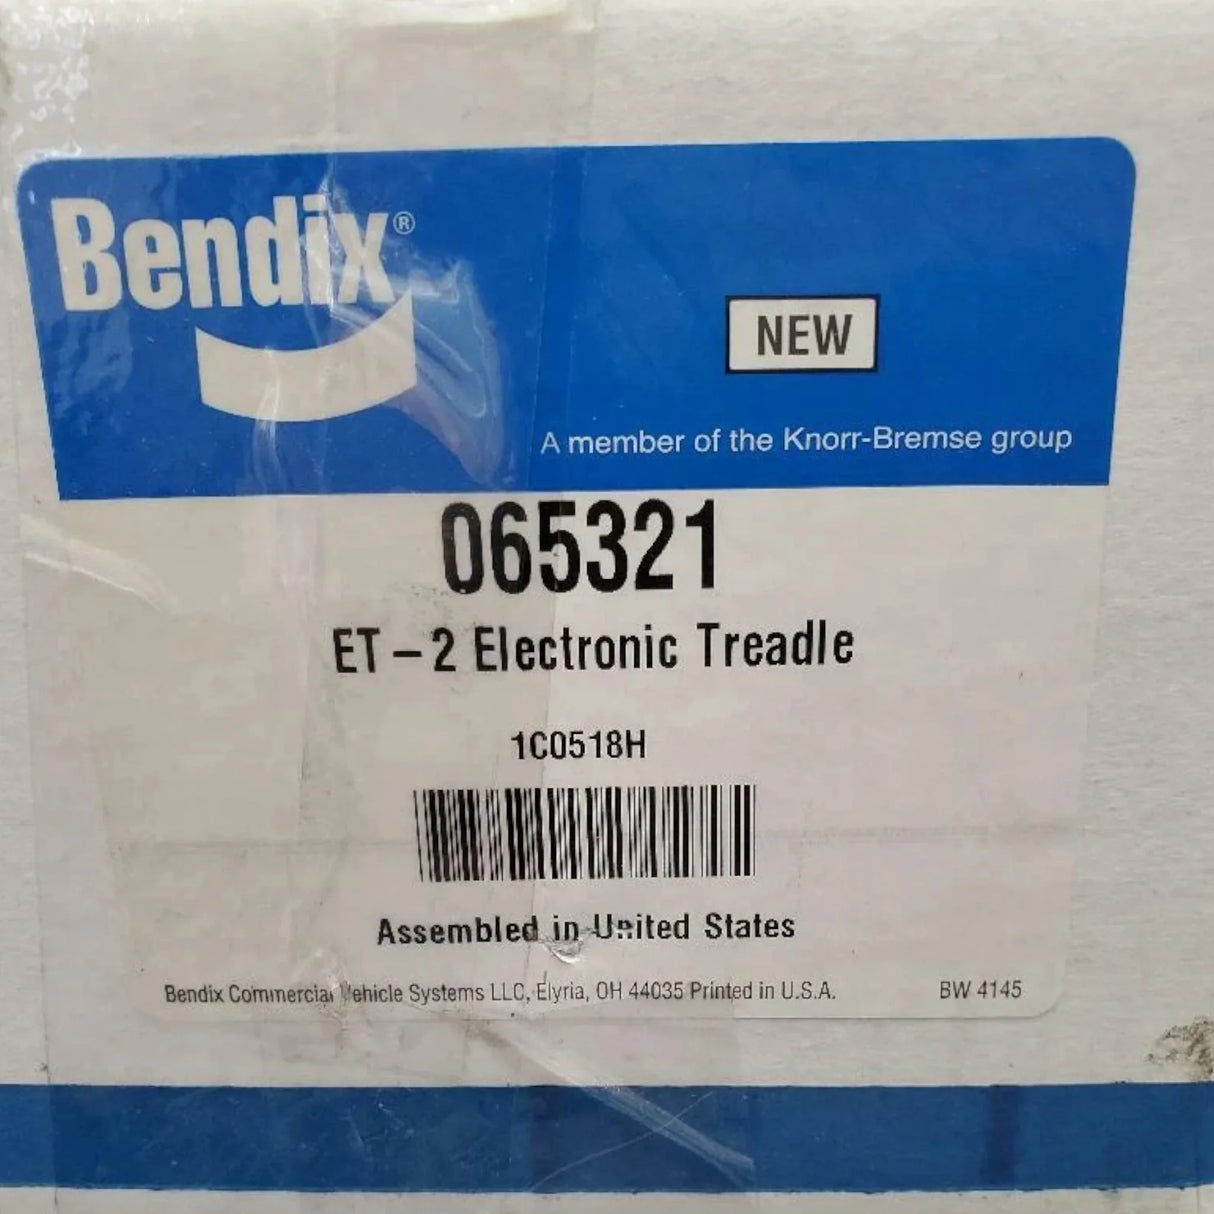 Bendix®
NEW
A member of the Knorr-Bremse group
065321
ET-2 Electronic Treadle
1C0518H
Assembled in United States
Bendix Commercial Vehicle Systems LLC, Elyria, OH 44035 Printed in U.S.A. BW 4145